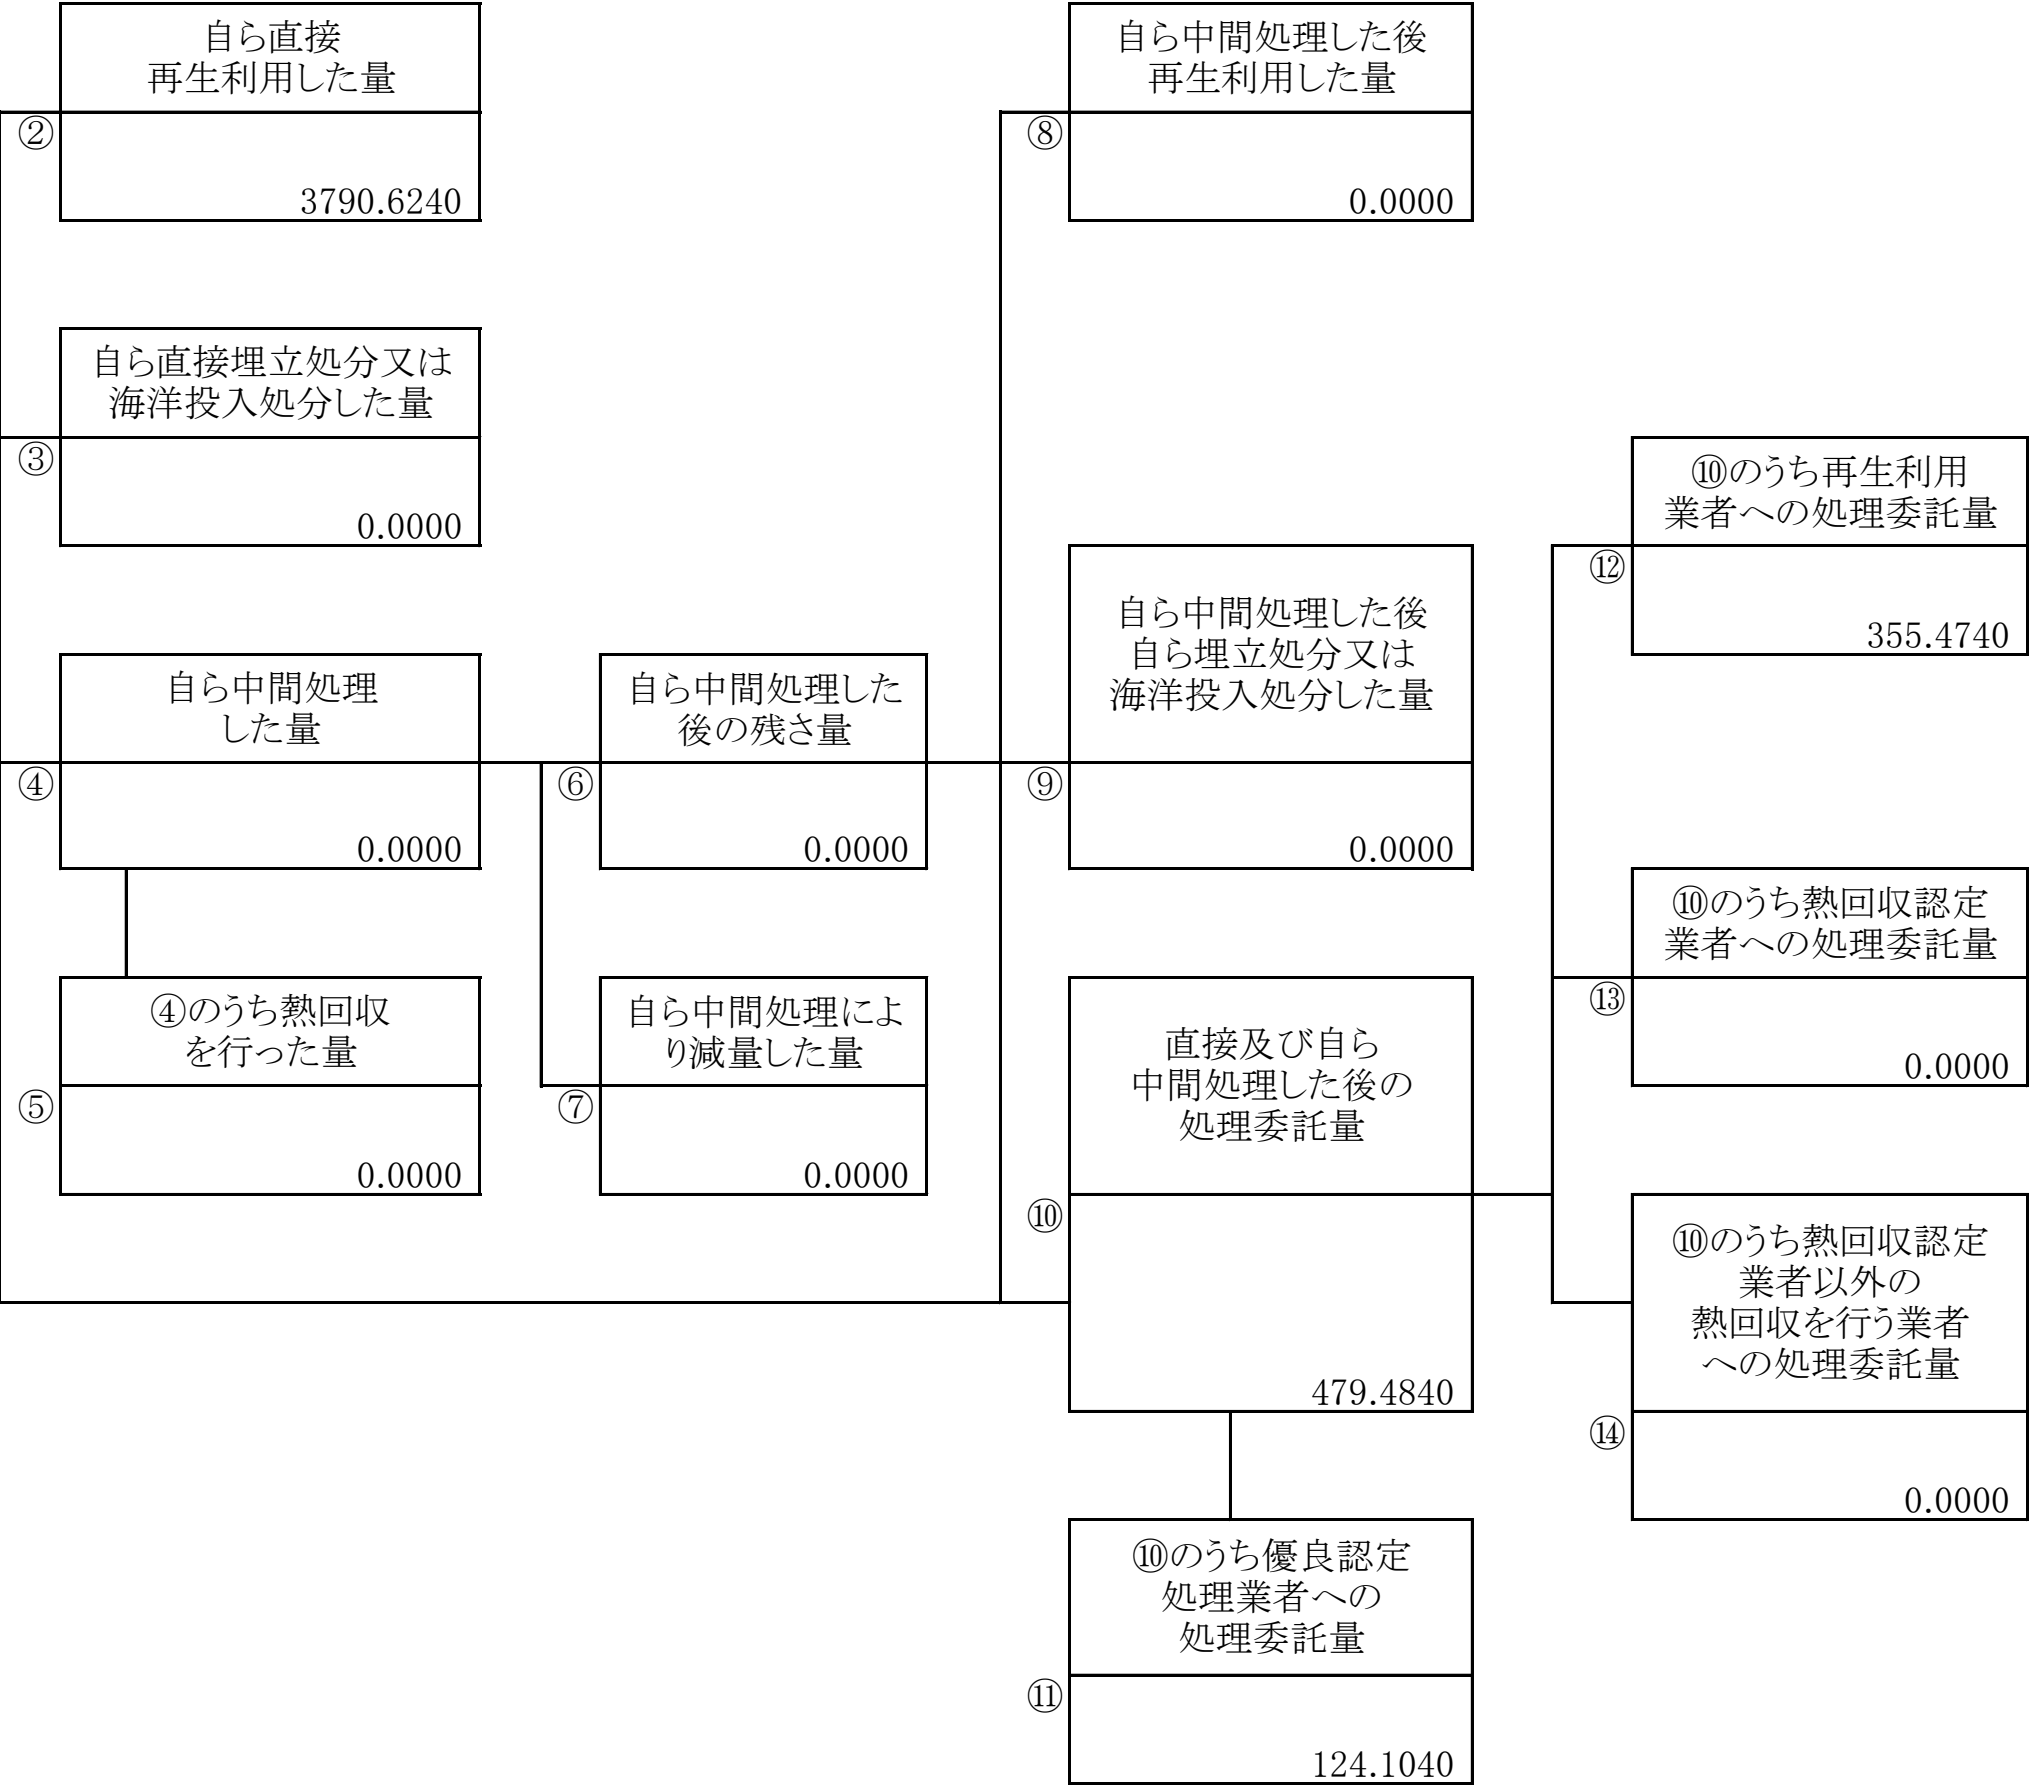 自ら直接
再生利用した量
②
3790.6240
自ら中間処理した後
再生利用した量
⑧
0.0000
自ら直接埋立処分又は
海洋投入処分した量
③
0.0000
⑩のうち再生利用
業者への処理委託量
⑫
355.4740
自ら中間処理
した量
④
0.0000
自ら中間処理した
後の残さ量
⑥
0.0000
自ら中間処理した後
自ら埋立処分又は
海洋投入処分した量
⑨
0.0000
⑩のうち熱回収認定
業者への処理委託量
⑬
0.0000
④のうち熱回収
を行った量
⑤
0.0000
自ら中間処理によ
り減量した量
⑦
0.0000
直接及び自ら
中間処理した後の
処理委託量
⑩
479.4840
⑩のうち熱回収認定
業者以外の
熱回収を行う業者
への処理委託量
⑭
0.0000
⑩のうち優良認定
処理業者への
処理委託量
⑪
124.1040